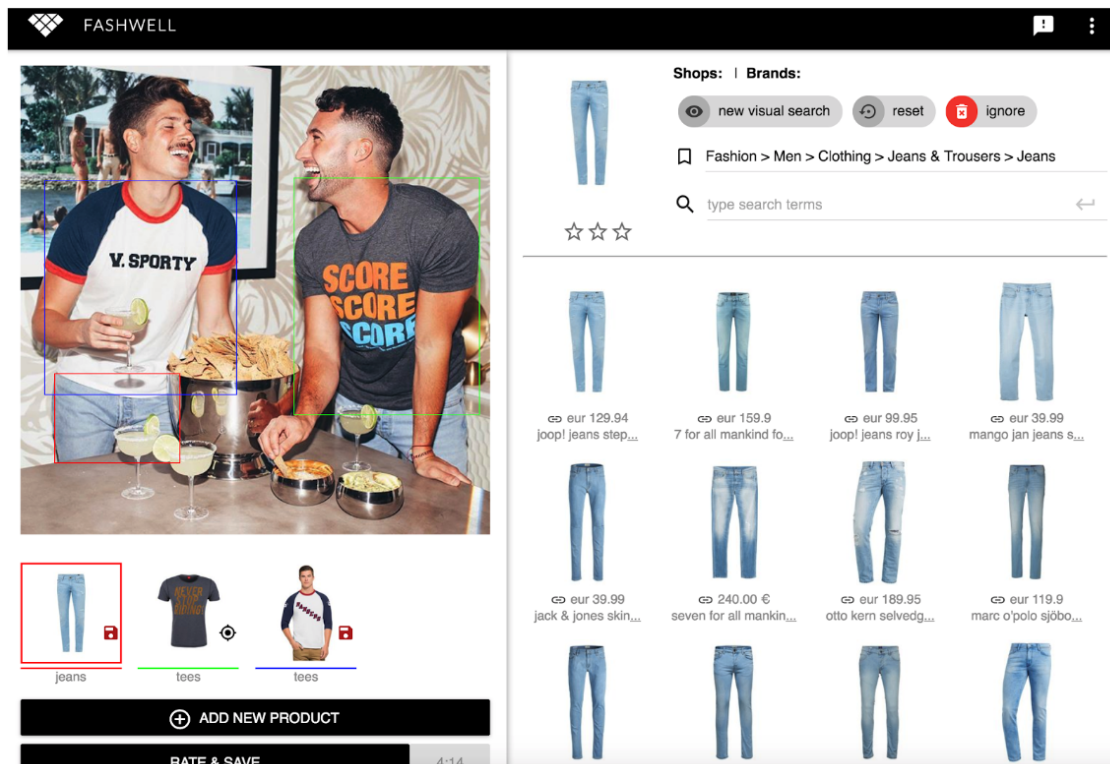 FASHWELL
V. SPORTY
SCORE
SCORE
SCORE
jeans
tees
tees
ADD NEW PRODUCT
RATE & SAVE
4:14
Shops: | Brands:
new visual search
reset
ignore
Fashion > Men > Clothing > Jeans & Trousers > Jeans
type search terms
eur 129.94
joop! jeans step...
eur 159.9
7 for all mankind fo...
eur 99.95
joop! jeans roy j...
eur 39.99
mango jan jeans s...
eur 39.99
jack & jones skin...
240.00 €
seven for all mankin...
eur 189.95
otto kern selvedg...
eur 119.9
marc o'polo sjöbo...